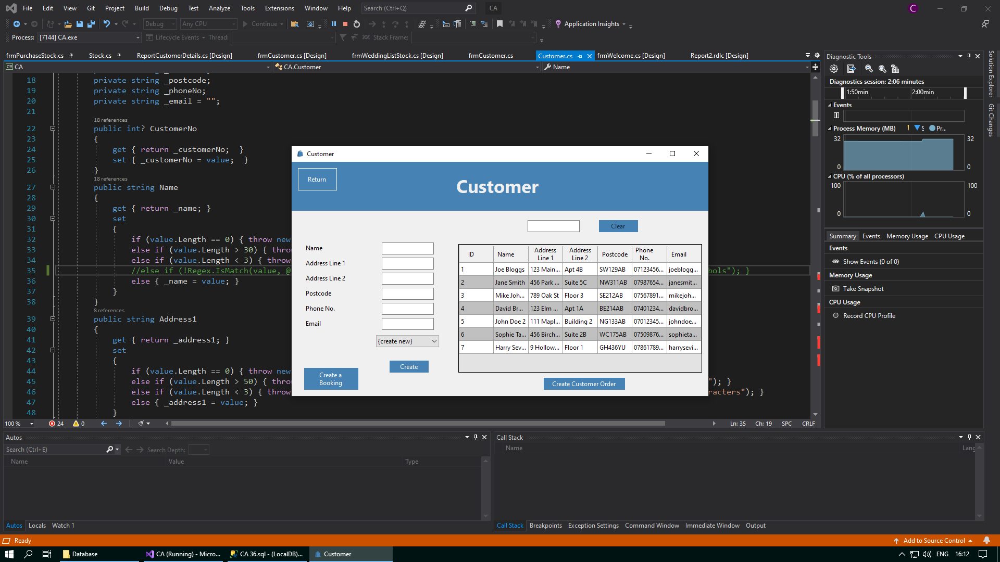 File Edit View Git Project Build Debug Test Analyze Tools Extensions Window Help Search (Ctrl+Q) CA C
Debug Any CPU Continue Application Insights
Process: [7144] CA.exe Lifecycle Events Thread: Stack Frame:
frmPurchaseStock.cs Stock.cs ReportCustomerDetails.cs [Design] frmCustomer.cs [Design] frmWeddingListStock.cs [Design] frmCustomer.cs Customer.cs frmWelcome.cs [Design] Report2.rdlc [Design]
CA CA.Customer Name
18 private string _postcode;
19 private string _phoneNo;
20 private string _email = "";
21
18 references
22 public int? CustomerNo
23 {
24 get { return _customerNo; }
25 set { _customerNo = value; }
26 }
18 references
27 public string Name
28 {
29 get { return _name; }
30 set
31 {
32 if (value.Length == 0) { throw new
33 else if (value.Length > 30) { throw
34 else if (value.Length < 3) { throw
35 //else if (!Regex.IsMatch(value, @ bols"); }
36 else { _name = value; }
37 }
38 }
8 references
39 public string Address1
40 {
41 get { return _address1; }
42 set
43 {
44 if (value.Length == 0) { throw new
45 else if (value.Length > 50) { throw "); }
46 else if (value.Length < 3) { throw racters"); }
47 else { _address1 = value; }
48 }
100 % 24 0 Ln: 35 Ch: 19 SPC CRLF
Customer
Return
Customer
Clear
Name
Address Line 1
Address Line 2
Postcode
Phone No.
Email
{create new}
Create
Create a
Booking
ID Name Address Line 1 Address Line 2 Postcode Phone No. Email
1 Joe Bloggs 123 Main... Apt 4B SW129AB 07123456... joeblogg...
2 Jane Smith 456 Park ... Suite 5C NW311AB 07987654... janesmit...
3 Mike Joh... 789 Oak St Floor 3 SE212AB 07567891... mikejoh...
4 David Br... 123 Elm ... Apt 1A BE214AB 07401234... davidbro...
5 John Doe 2 111 Mapl... Building 2 NG133AB 07012345... johndoe...
6 Sophie Ta... 456 Birch... Suite 2B WC175AB 07509876... sophieta...
7 Harry Sev... 9 Hollow... Floor 1 GH436YU 07861789... harrysevi...
Create Customer Order
Diagnostic Tools
Diagnostics session: 2:06 minutes
1:50min 2:00min
Events
Process Memory (MB) S Pr...
32 32
0 0
CPU (% of all processors)
100 100
0 0
Summary Events Memory Usage CPU Usage
Events
Show Events (0 of 0)
Memory Usage
Take Snapshot
CPU Usage
Record CPU Profile
Solution Explorer
Git Changes
Autos
Search (Ctrl+E) Search Depth:
Name Value Type
Autos Locals Watch 1
Call Stack
Name Lang
Call Stack Breakpoints Exception Settings Command Window Immediate Window Output
Ready Add to Source Control
Database CA (Running) - Micro... CA 36.sql - (LocalDB)... Customer ENG 16:12